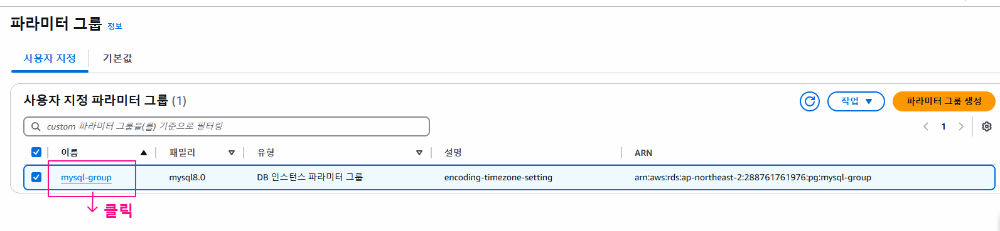 파라미터 그룹 정보
사용자 지정 기본값
사용자 지정 파라미터 그룹 (1) 작업 파라미터 그룹 생성
custom 파라미터 그룹을(를) 기준으로 필터링 1
이름 패밀리 유형 설명 ARN
mysql-group mysql8.0 DB 인스턴스 파라미터 그룹 encoding-timezone-setting arn:aws:rds:ap-northeast-2:288761761976:pg:mysql-group
클릭